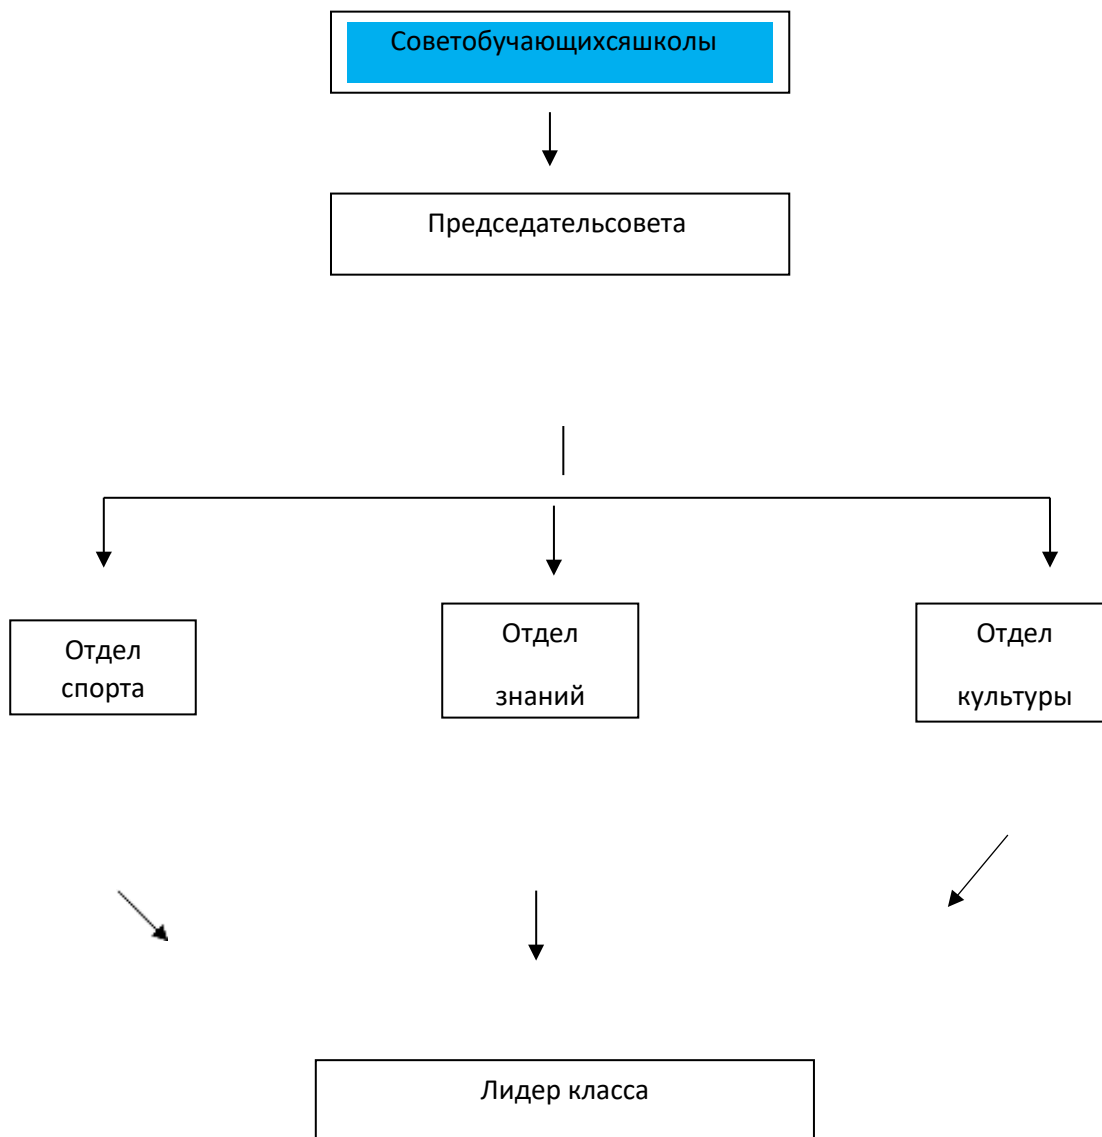 Советобучающихсяшколы
Председательсовета
Отдел
спорта
Отдел
знаний
Отдел
культуры
Лидер класса